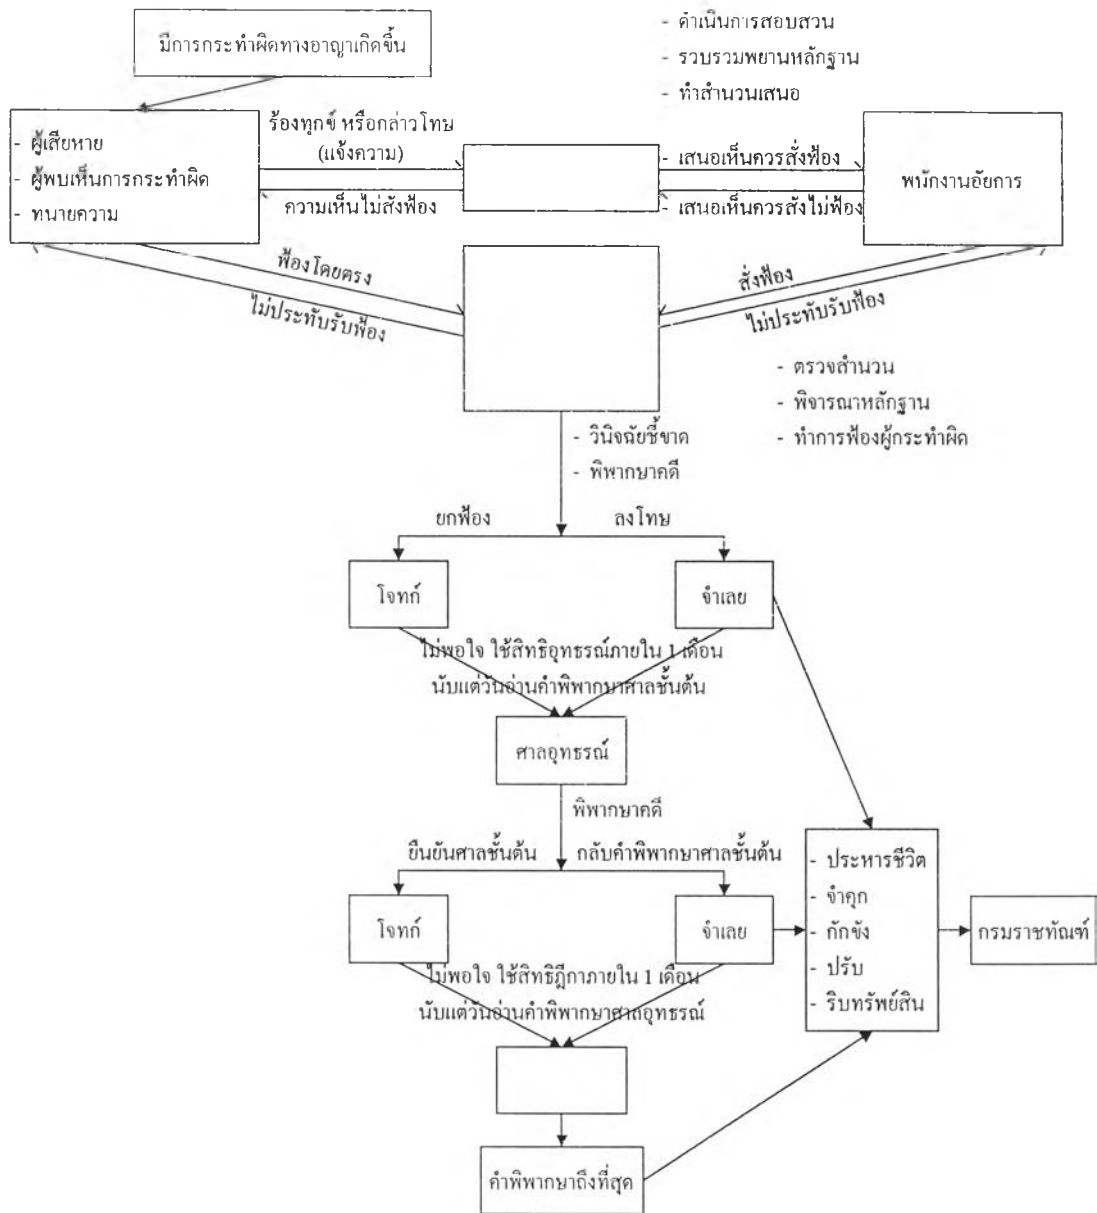 มีการกระทำผิดทางอาญาเกิดขึ้น
- ดำเนินการสอบสวน
- รวบรวมพยานหลักฐาน
- ทำสำนวนเสนอ
- ผู้เสียหาย
- ผู้พบเห็นการกระทำผิด
- ทนายความ
ร้องทุกข์ หรือกล่าวโทษ
(แจ้งความ)
ความเห็นไม่สั่งฟ้อง
- เสนอเห็นควรสั่งฟ้อง
- เสนอเห็นควรสั่งไม่ฟ้อง
พนักงานอัยการ
ฟ้องโดยตรง
ไม่ประทับรับฟ้อง
สั่งฟ้อง
ไม่ประทับรับฟ้อง
- ตรวจสำนวน
- พิจารณาหลักฐาน
- ทำการฟ้องผู้กระทำผิด
- วินิจฉัยชี้ขาด
- พิพากษาคดี
ยกฟ้อง
ลงโทษ
โจทก์
จำเลย
ไม่พอใจ ใช้สิทธิอุทธรณ์ภายใน 1 เดือน
นับแต่วันอ่านคำพิพากษาศาลชั้นต้น
ศาลอุทธรณ์
พิพากษาคดี
ยืนยันศาลชั้นต้น
กลับคำพิพากษาศาลชั้นต้น
โจทก์
จำเลย
- ประหารชีวิต
- จำคุก
- กักขัง
- ปรับ
- ริบทรัพย์สิน
กรมราชทัณฑ์
ไม่พอใจ ใช้สิทธิฎีกาภายใน 1 เดือน
นับแต่วันอ่านคำพิพากษาศาลอุทธรณ์
คำพิพากษาถึงที่สุด